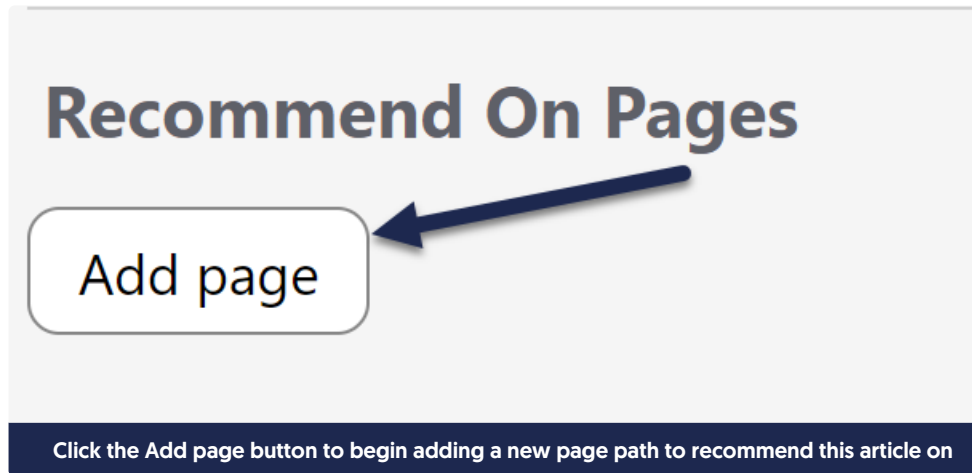 Recommend On Pages
Add page
Click the Add page button to begin adding a new page path to recommend this article on